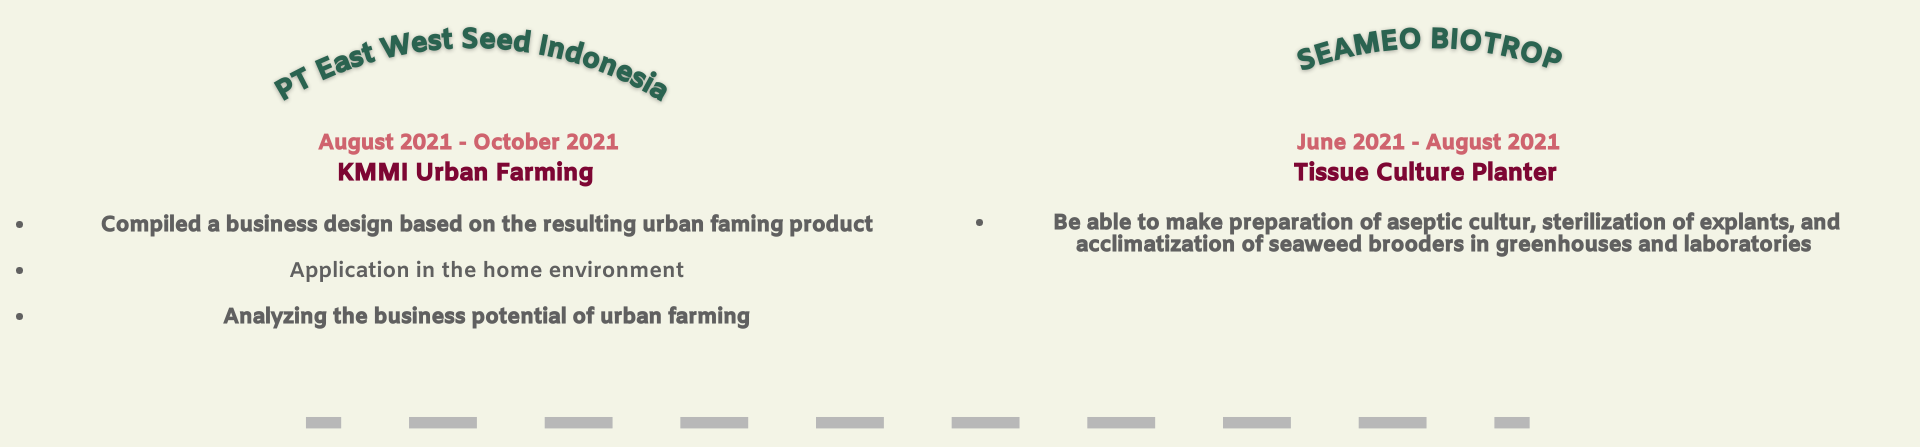 PT East West Seed Indonesia
August 2021 - October 2021
KMMI Urban Farming
• Compiled a business design based on the resulting urban faming product
• Application in the home environment
• Analyzing the business potential of urban farming
SEAMEO BIOTROP
June 2021 - August 2021
Tissue Culture Planter
• Be able to make preparation of aseptic cultur, sterilization of explants, and
acclimatization of seaweed brooders in greenhouses and laboratories